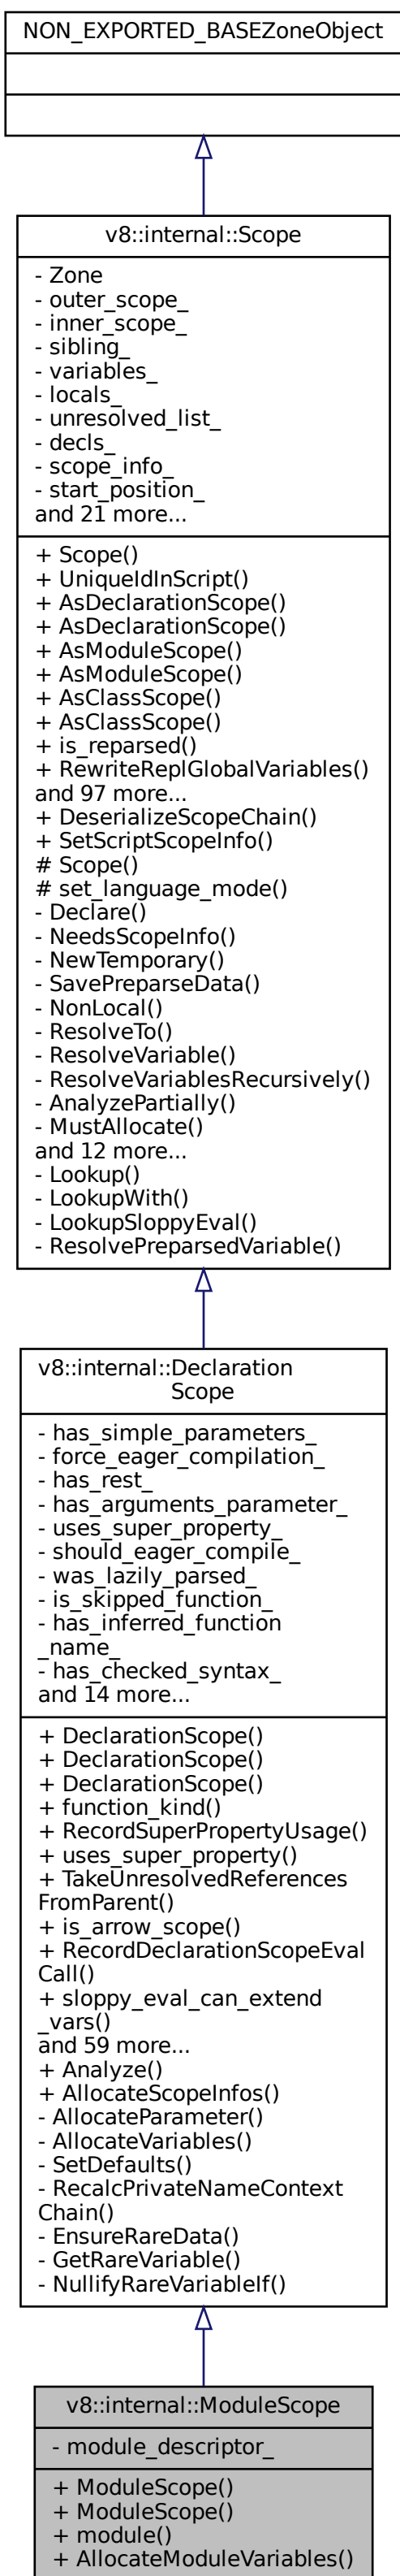 NON_EXPORTED_BASEZoneObject
v8::internal::Scope
- Zone
- outer_scope_
- inner_scope_
- sibling_
- variables_
- locals_
- unresolved_list_
- decls_
- scope_info_
- start_position_
and 21 more...
+ Scope()
+ UniqueIdInScript()
+ AsDeclarationScope()
+ AsDeclarationScope()
+ AsModuleScope()
+ AsModuleScope()
+ AsClassScope()
+ AsClassScope()
+ is_reparsed()
+ RewriteReplGlobalVariables()
and 97 more...
+ DeserializeScopeChain()
+ SetScriptScopeInfo()
# Scope()
# set_language_mode()
- Declare()
- NeedsScopeInfo()
- NewTemporary()
- SavePreparseData()
- NonLocal()
- ResolveTo()
- ResolveVariable()
- ResolveVariablesRecursively()
- AnalyzePartially()
- MustAllocate()
and 12 more...
- Lookup()
- LookupWith()
- LookupSloppyEval()
- ResolvePreparsedVariable()
v8::internal::Declaration
Scope
- has_simple_parameters_
- force_eager_compilation_
- has_rest_
- has_arguments_parameter_
- uses_super_property_
- should_eager_compile_
- was_lazily_parsed_
- is_skipped_function_
- has_inferred_function
_name_
- has_checked_syntax_
and 14 more...
+ DeclarationScope()
+ DeclarationScope()
+ DeclarationScope()
+ function_kind()
+ RecordSuperPropertyUsage()
+ uses_super_property()
+ TakeUnresolvedReferences
FromParent()
+ is_arrow_scope()
+ RecordDeclarationScopeEval
Call()
+ sloppy_eval_can_extend
_vars()
and 59 more...
+ Analyze()
+ AllocateScopeInfos()
- AllocateParameter()
- AllocateVariables()
- SetDefaults()
- RecalcPrivateNameContext
Chain()
- EnsureRareData()
- GetRareVariable()
- NullifyRareVariableIf()
v8::internal::ModuleScope
- module_descriptor_
+ ModuleScope()
+ ModuleScope()
+ module()
+ AllocateModuleVariables()